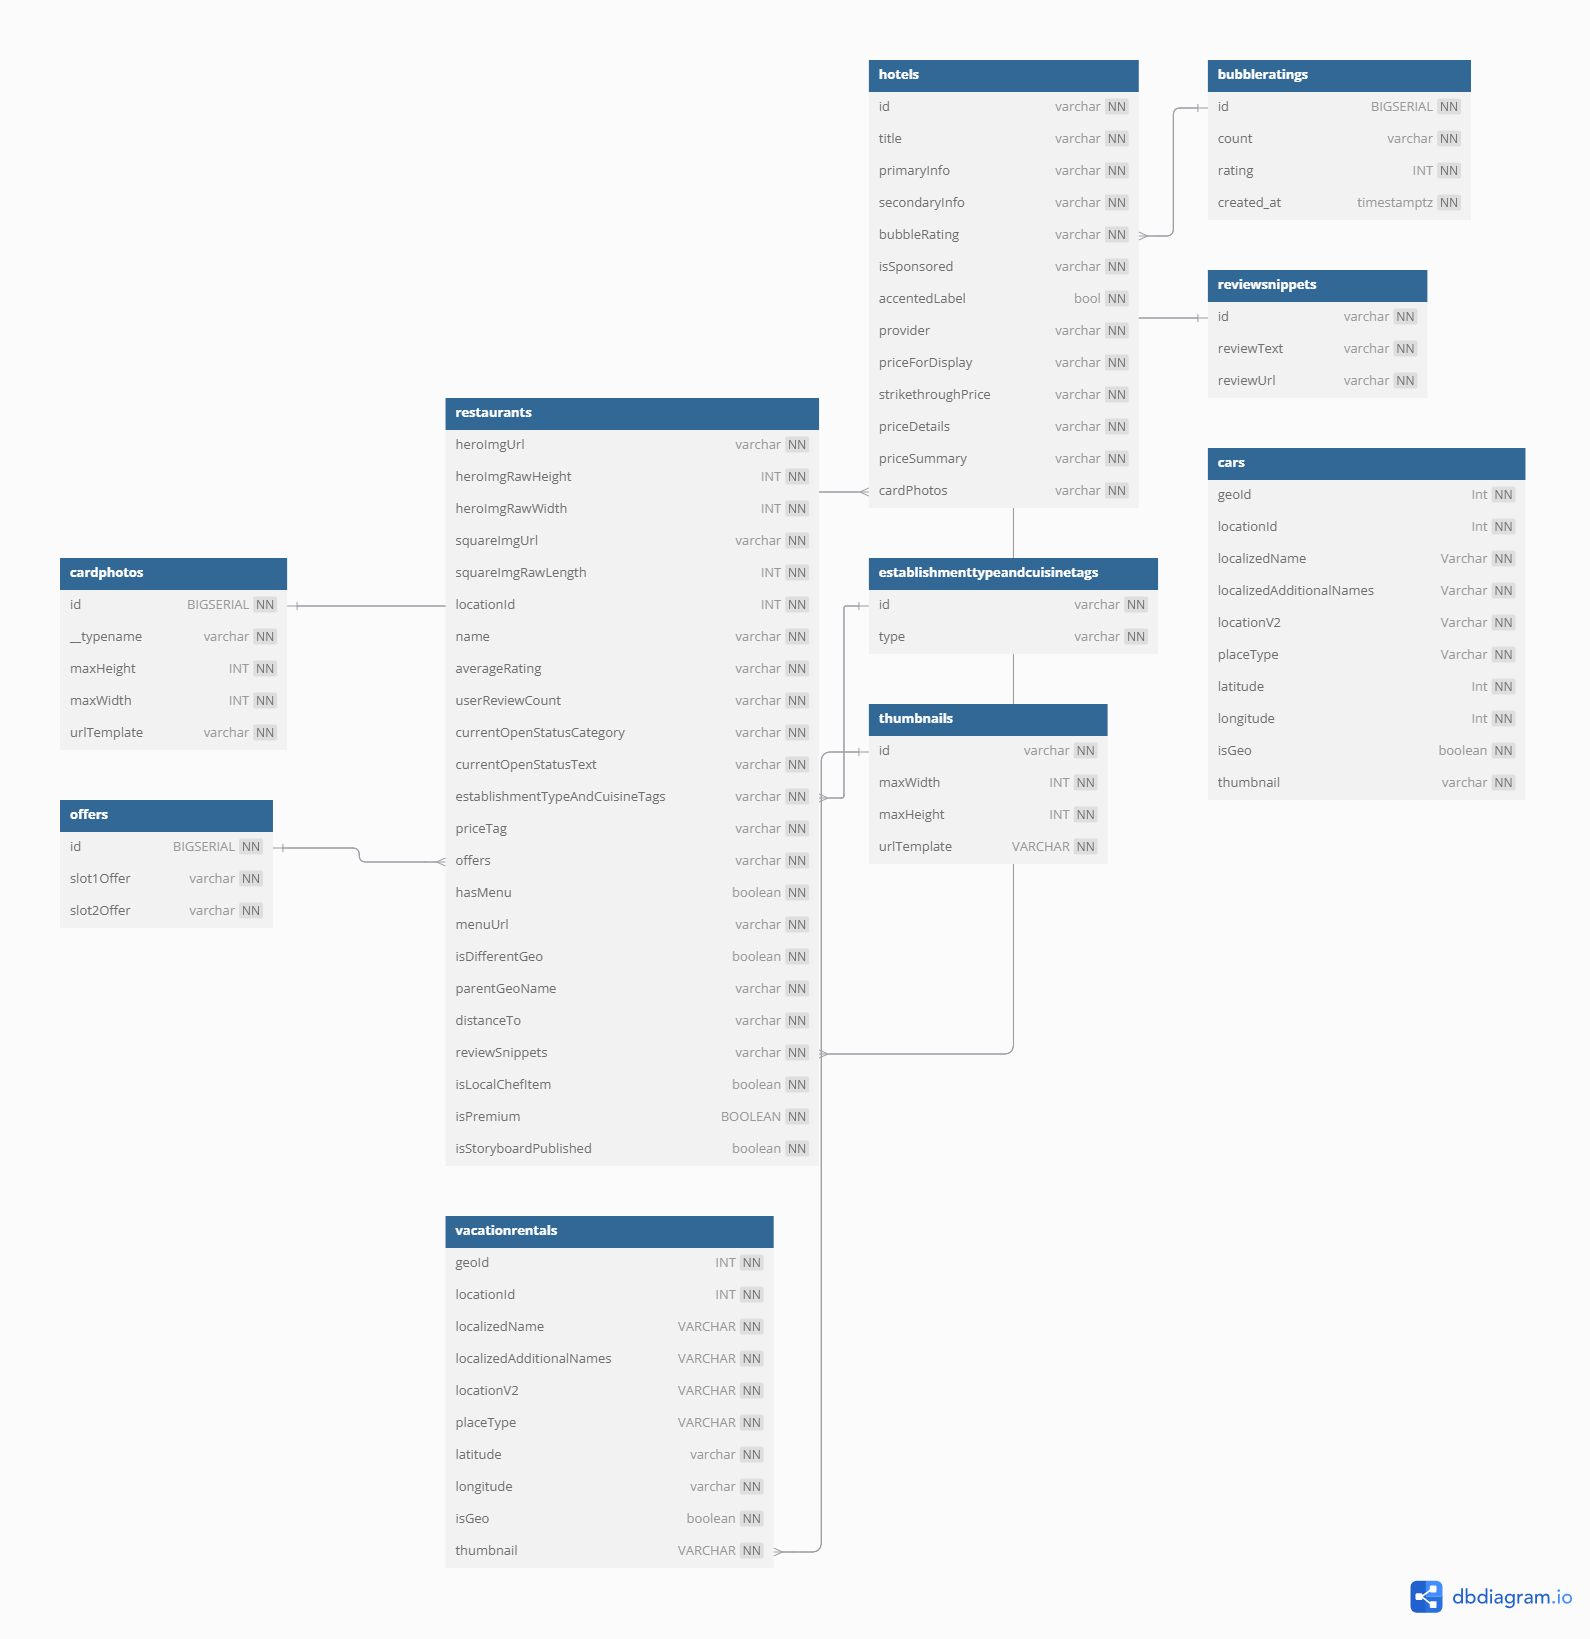 hotels
id varchar NN
title varchar NN
primaryInfo varchar NN
secondaryInfo varchar NN
bubbleRating varchar NN
isSponsored varchar NN
accentedLabel bool NN
provider varchar NN
priceForDisplay varchar NN
strikethroughPrice varchar NN
priceDetails varchar NN
priceSummary varchar NN
cardPhotos varchar NN
bubbleratings
id BIGSERIAL NN
count varchar NN
rating INT NN
created_at timestamptz NN
reviewsnippets
id varchar NN
reviewText varchar NN
reviewUrl varchar NN
restaurants
heroImgUrl varchar NN
heroImgRawHeight INT NN
heroImgRawWidth INT NN
squareImgUrl varchar NN
squareImgRawLength INT NN
locationId INT NN
name varchar NN
averageRating varchar NN
userReviewCount varchar NN
currentOpenStatusCategory varchar NN
currentOpenStatusText varchar NN
establishmentTypeAndCuisineTags varchar NN
priceTag varchar NN
offers varchar NN
hasMenu boolean NN
menuUrl varchar NN
isDifferentGeo boolean NN
parentGeoName varchar NN
distanceTo varchar NN
reviewSnippets varchar NN
isLocalChefItem boolean NN
isPremium BOOLEAN NN
isStoryboardPublished boolean NN
cars
geoId Int NN
locationId Int NN
localizedName Varchar NN
localizedAdditionalNames Varchar NN
locationV2 Varchar NN
placeType Varchar NN
latitude Int NN
longitude Int NN
isGeo boolean NN
thumbnail varchar NN
cardphotos
id BIGSERIAL NN
__typename varchar NN
maxHeight INT NN
maxWidth INT NN
urlTemplate varchar NN
establishmenttypeandcuisinetags
id varchar NN
type varchar NN
thumbnails
id varchar NN
maxWidth INT NN
maxHeight INT NN
urlTemplate VARCHAR NN
offers
id BIGSERIAL NN
slot1Offer varchar NN
slot2Offer varchar NN
vacationrentals
geoId INT NN
locationId INT NN
localizedName VARCHAR NN
localizedAdditionalNames VARCHAR NN
locationV2 VARCHAR NN
placeType VARCHAR NN
latitude varchar NN
longitude varchar NN
isGeo boolean NN
thumbnail VARCHAR NN
dbdiagram.io